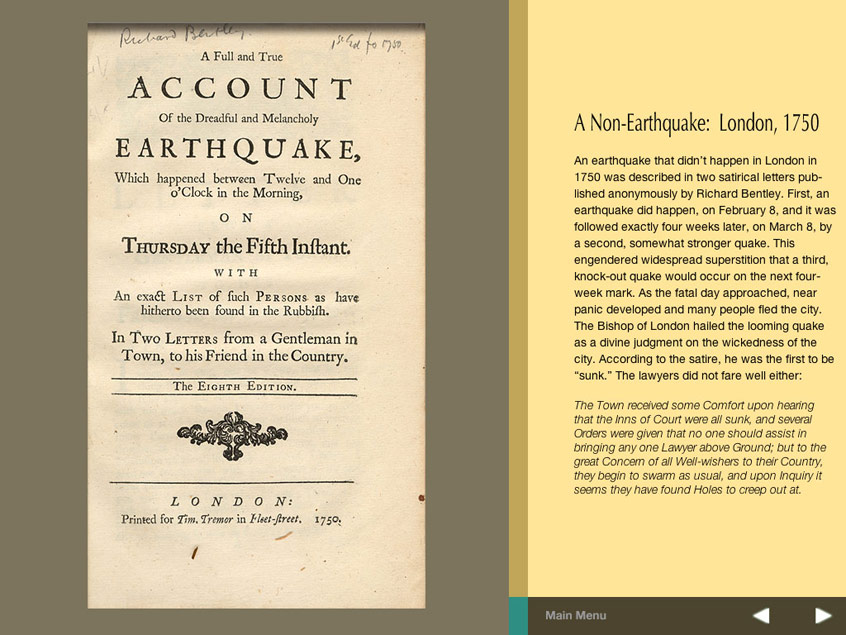 Richard Bentley.
1st Ed fo 1750.
A Full and True
ACCOUNT
Of the Dreadful and Melancholy
EARTHQUAKE,
Which happened between Twelve and One
o'Clock in the Morning,
ON
THURSDAY the Fifth Inſtant.
WITH
An exact LIST of ſuch PERSONS as have
hitherto been found in the Rubbiſh.
In Two LETTERS from a Gentleman in
Town, to his Friend in the Country.
The EIGHTH EDITION.
LONDON:
Printed for Tim. Tremor in Fleet-ſtreet. 1750.
A Non-Earthquake: London, 1750
An earthquake that didn't happen in London in
1750 was described in two satirical letters pub-
lished anonymously by Richard Bentley. First, an
earthquake did happen, on February 8, and it was
followed exactly four weeks later, on March 8, by
a second, somewhat stronger quake. This
engendered widespread superstition that a third,
knock-out quake would occur on the next four-
week mark. As the fatal day approached, near
panic developed and many people fled the city.
The Bishop of London hailed the looming quake
as a divine judgment on the wickedness of the
city. According to the satire, he was the first to be
“sunk.” The lawyers did not fare well either:
The Town received some Comfort upon hearing
that the Inns of Court were all sunk, and several
Orders were given that no one should assist in
bringing any one Lawyer above Ground; but to the
great Concern of all Well-wishers to their Country,
they begin to swarm as usual, and upon Inquiry it
seems they have found Holes to creep out at.
Main Menu